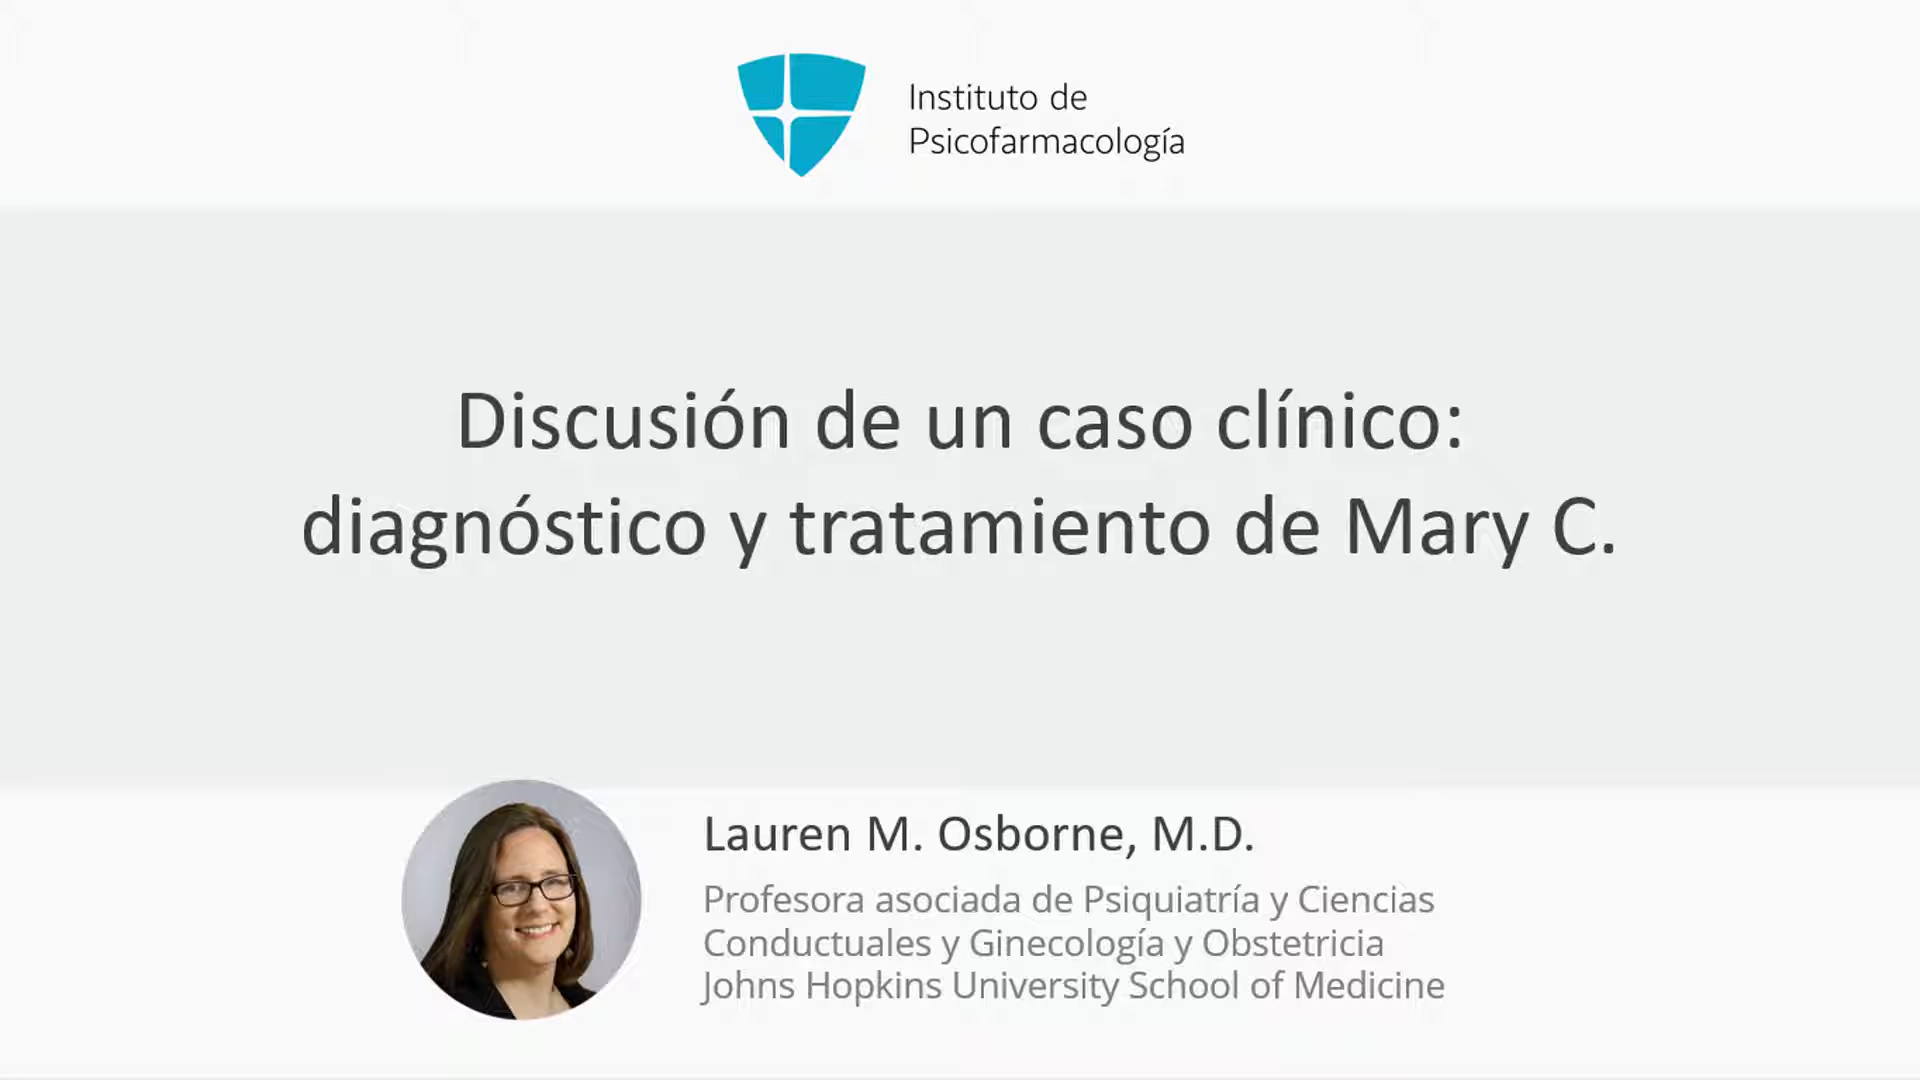 Instituto de
Psicofarmacología
Discusión de un caso clínico:
diagnóstico y tratamiento de Mary C.
Lauren M. Osborne, M.D.
Profesora asociada de Psiquiatría y Ciencias
Conductuales y Ginecología y Obstetricia
Johns Hopkins University School of Medicine